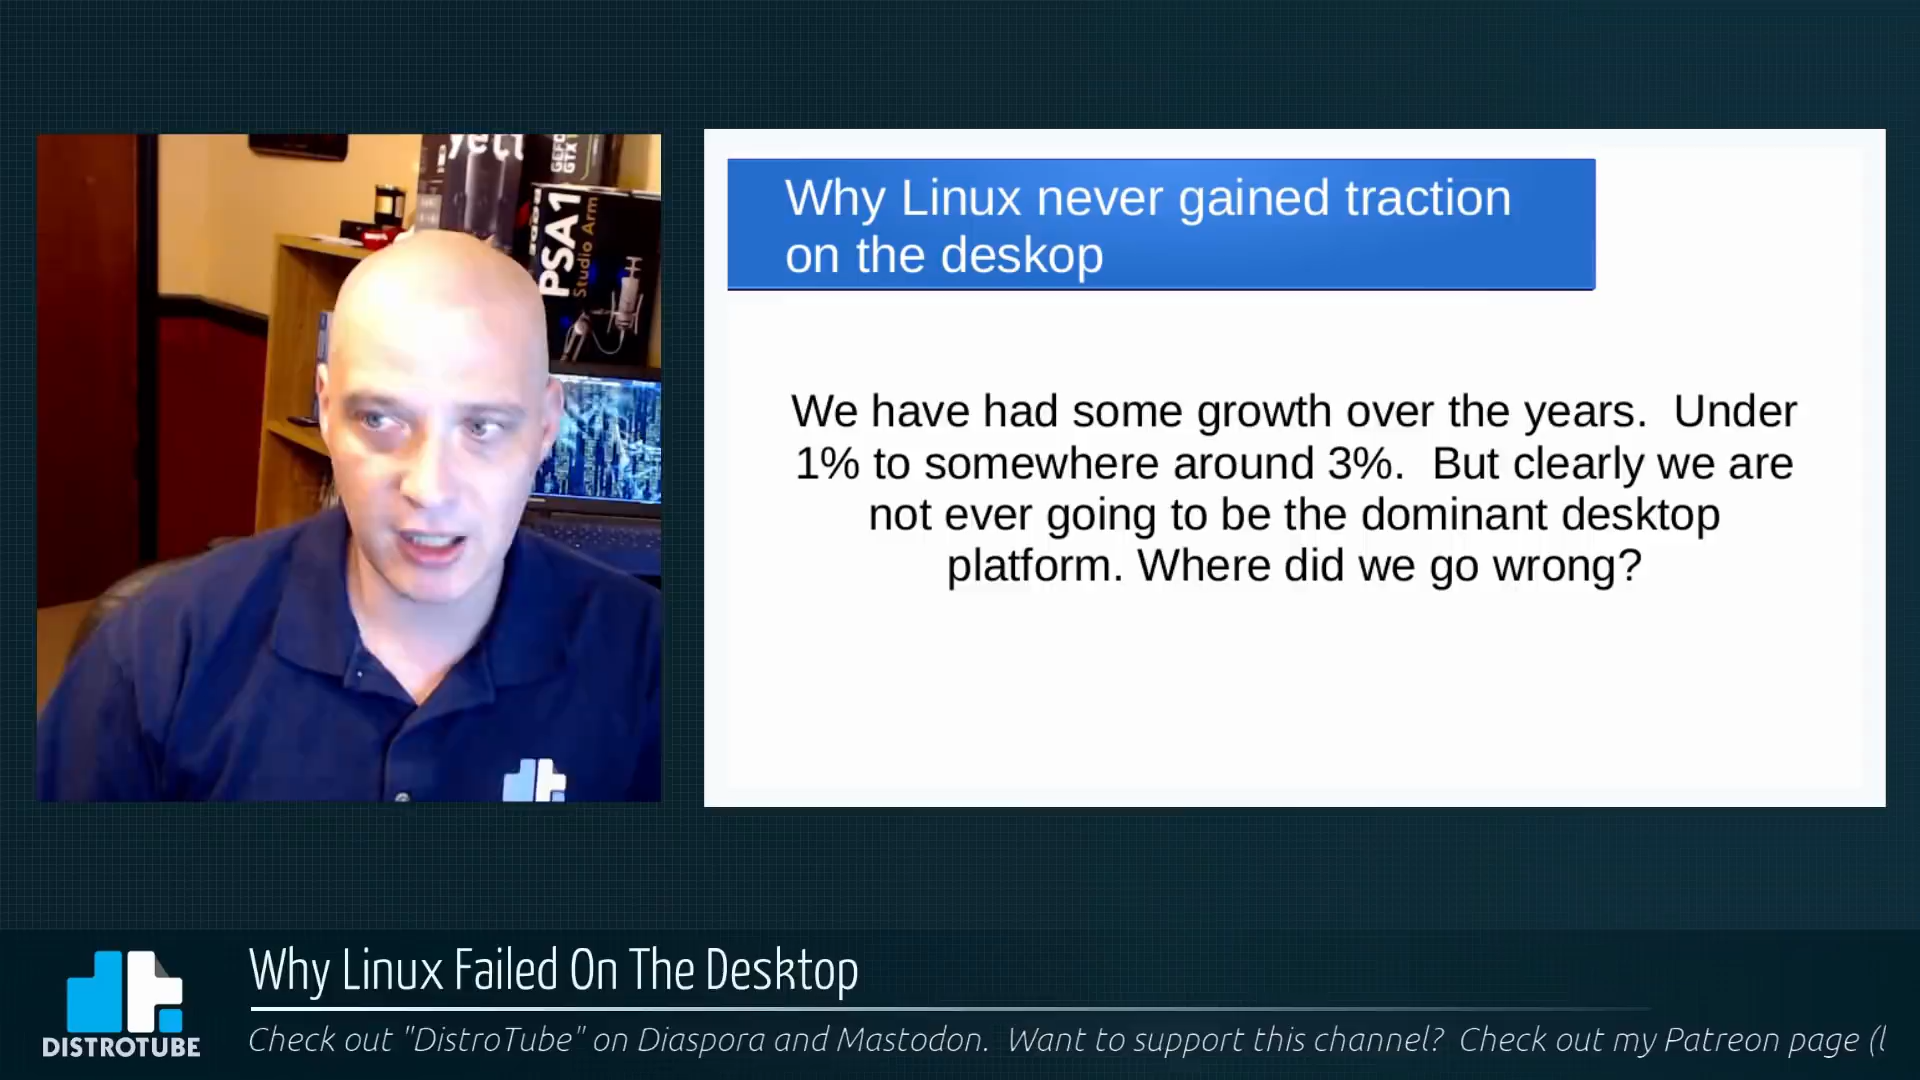 yeti
GEFO
GTX
PSA1
Studio Arm
Why Linux never gained traction
on the deskop
We have had some growth over the years.  Under
1% to somewhere around 3%.  But clearly we are
not ever going to be the dominant desktop
platform. Where did we go wrong?
DISTROTUBE
Why Linux Failed On The Desktop
Check out "DistroTube" on Diaspora and Mastodon.  Want to support this channel?  Check out my Patreon page (l